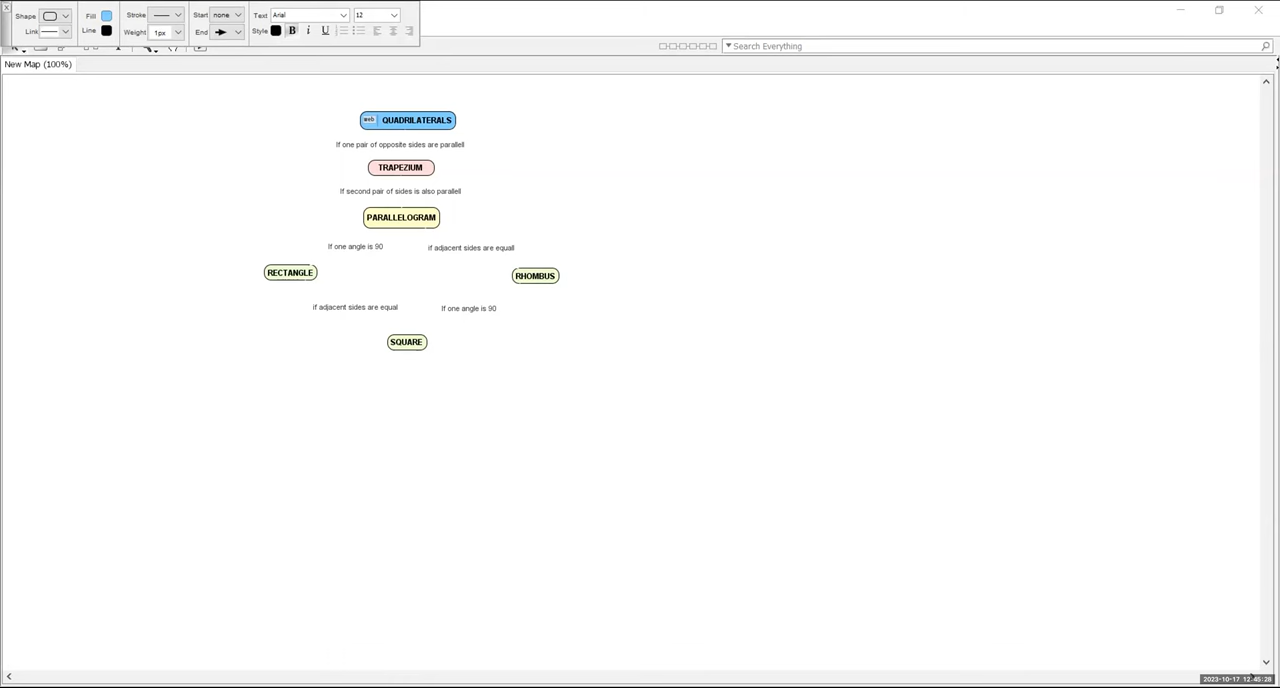 Shape: Fill Stroke Start none Text Arial 12
Link: Line Weight 1px End Style B i U
Search Everything
New Map (100%)
web QUADRILATERALS
If one pair of opposite sides are parallell
TRAPEZIUM
If second pair of sides is also parallell
PARALLELOGRAM
If one angle is 90 if adjacent sides are equall
RECTANGLE RHOMBUS
if adjacent sides are equal If one angle is 90
SQUARE
2023-10-17 12:45:28